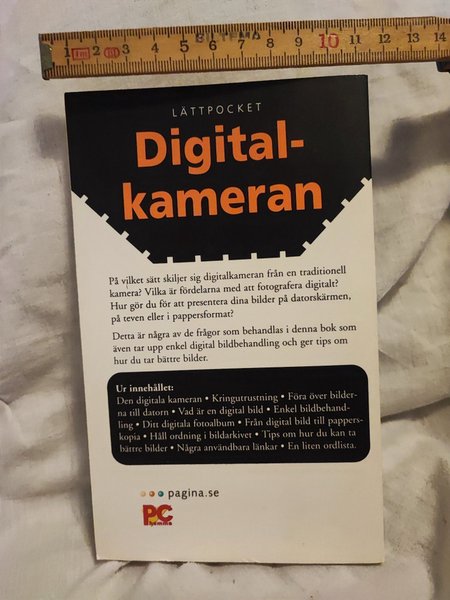 1 2 3 4 5 6 7 8 9 10 11 12 13 14
1m
LÄTTPOCKET
Digital-
kameran
På vilket sätt skiljer sig digitalkameran från en traditionell
kamera? Vilka är fördelarna med att fotografera digitalt?
Hur gör du för att presentera dina bilder på datorskärmen,
på teven eller i pappersformat?
Detta är några av de frågor som behandlas i denna bok som
även tar upp enkel digital bildbehandling och ger tips om
hur du tar bättre bilder.
Ur innehållet:
Den digitala kameran • Kringutrustning • Föra över bilder-
na till datorn • Vad är en digital bild • Enkel bildbehand-
ling • Ditt digitala fotoalbum • Från digital bild till pappers-
kopia • Håll ordning i bildarkivet • Tips om hur du kan ta
bättre bilder • Några användbara länkar • En liten ordlista.
pagina.se
PC
hemma